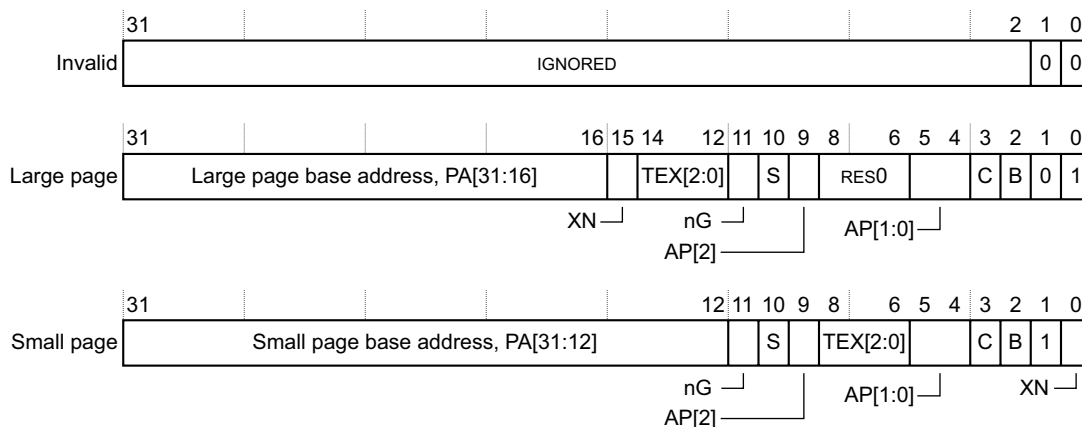 31 2 1 0
Invalid IGNORED 0 0
31 16 15 14 12 11 10 9 8 6 5 4 3 2 1 0
Large page Large page base address, PA[31:16] TEX[2:0] S RES0 C B 0 1
XN nG AP[1:0]
AP[2]
31 12 11 10 9 8 6 5 4 3 2 1 0
Small page Small page base address, PA[31:12] S TEX[2:0] C B 1
nG AP[1:0] XN
AP[2]